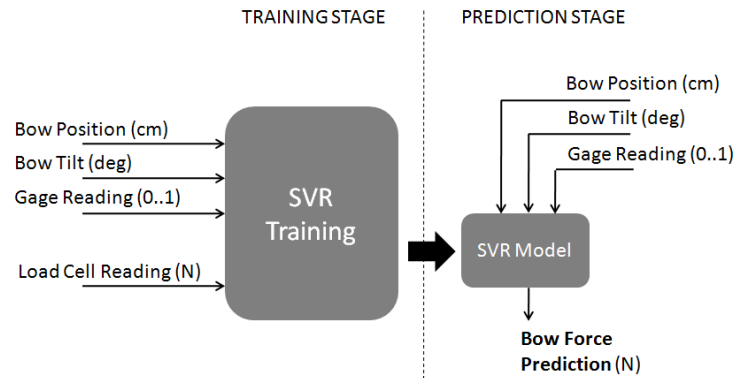 TRAINING STAGE
PREDICTION STAGE
Bow Position (cm)
Bow Tilt (deg)
Gage Reading (0..1)
Load Cell Reading (N)
SVR
Training
Bow Position (cm)
Bow Tilt (deg)
Gage Reading (0..1)
SVR Model
Bow Force
Prediction (N)